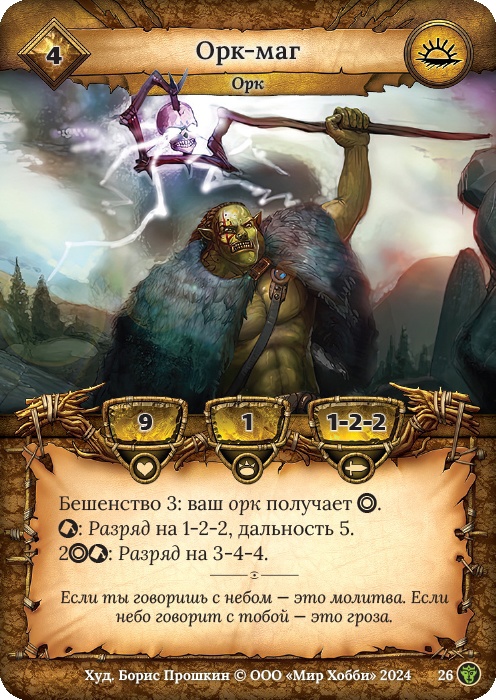 4
Орк-маг
Орк
9
1
1-2-2
Бешенство 3: ваш орк получает .
: Разряд на 1-2-2, дальность 5.
2: Разряд на 3-4-4.
Если ты говоришь с небом — это молитва. Если
небо говорит с тобой — это гроза.
Худ. Борис Прошкин © ООО «Мир Хобби» 2024
26